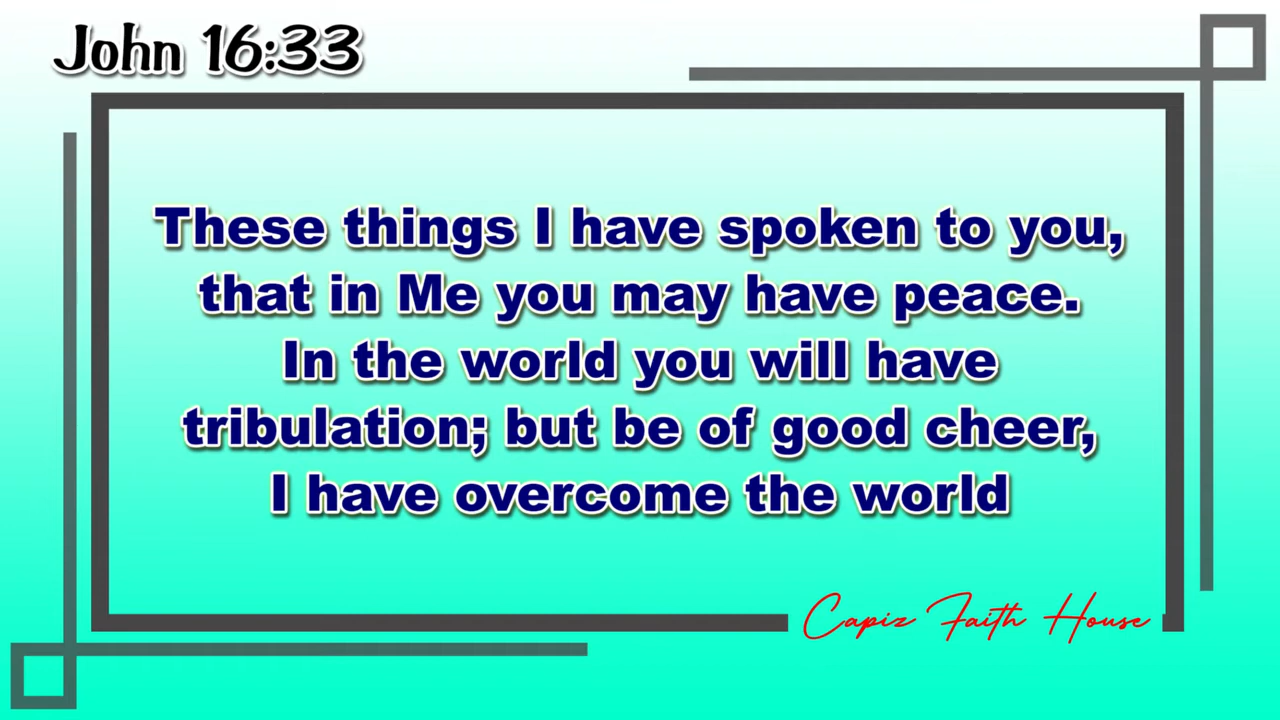 John 16:33
These things I have spoken to you,
that in Me you may have peace.
In the world you will have
tribulation; but be of good cheer,
I have overcome the world
Capiz Faith House